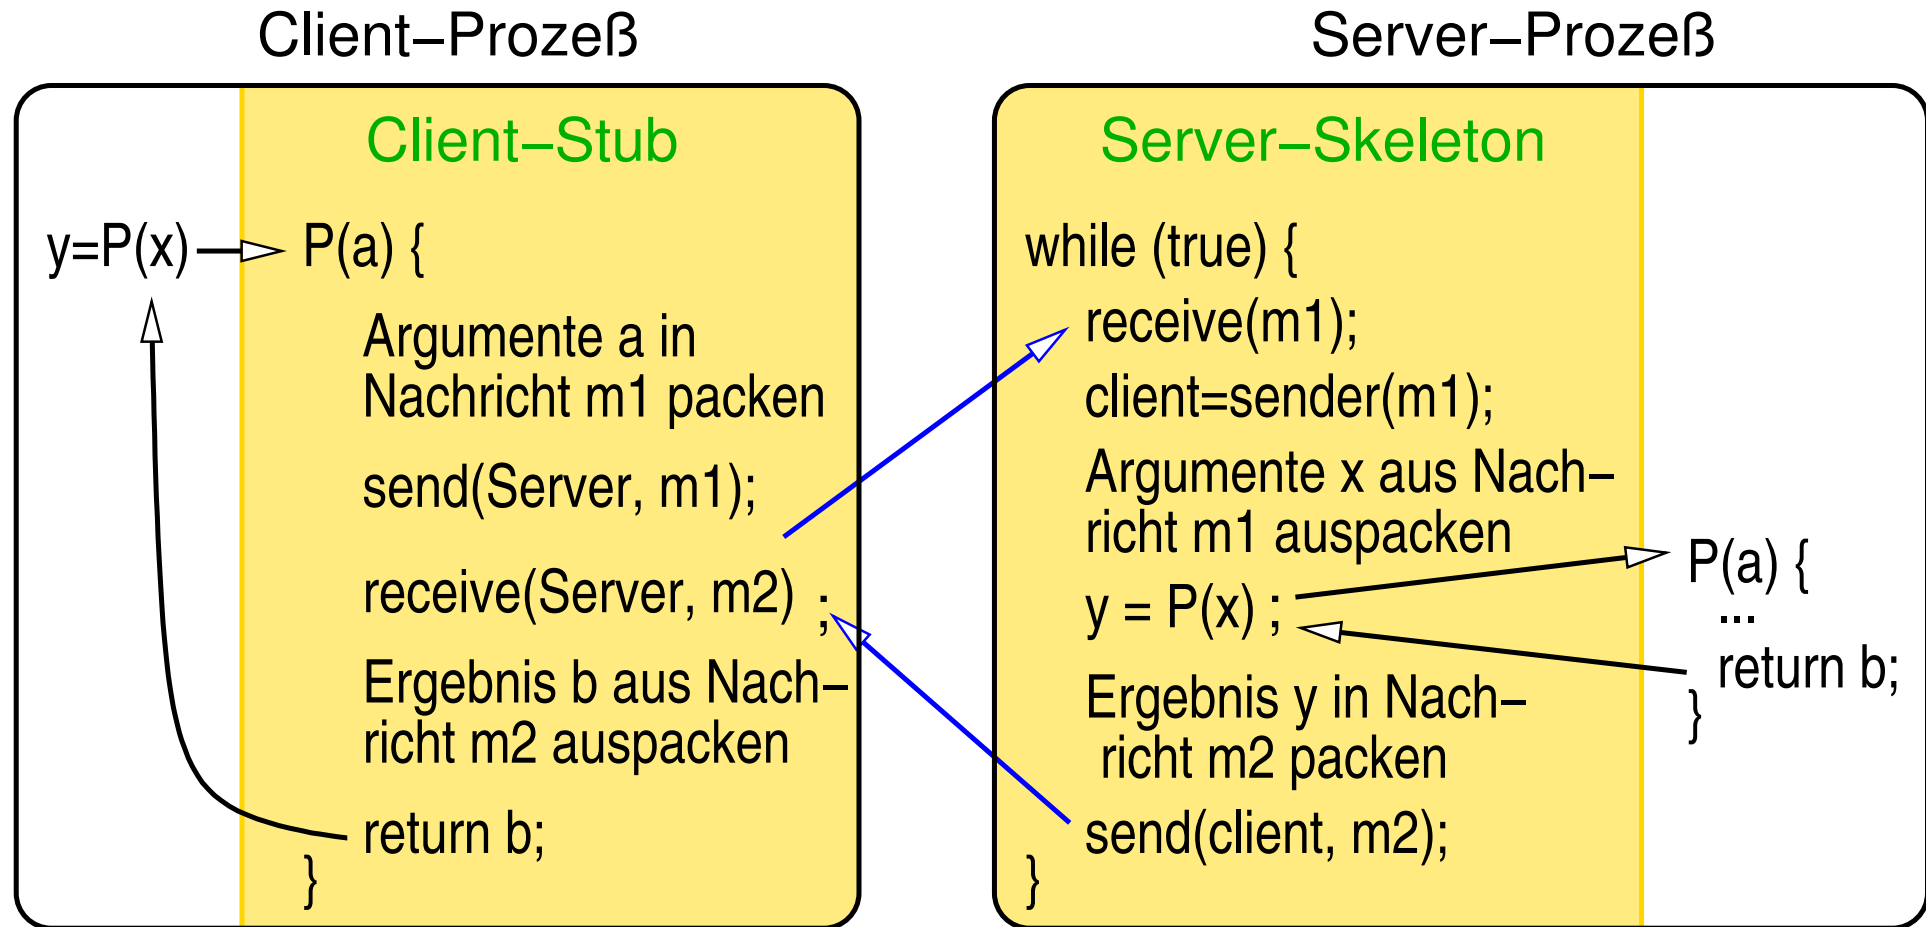 Client–Prozeß
Client–Stub
y=P(x)
P(a) {
Argumente a in
Nachricht m1 packen
send(Server, m1);
receive(Server, m2) ;
Ergebnis b aus Nach–
richt m2 auspacken
return b;
}
Server–Prozeß
Server–Skeleton
while (true) {
receive(m1);
client=sender(m1);
Argumente x aus Nach–
richt m1 auspacken
y = P(x) ;
Ergebnis y in Nach–
richt m2 packen
send(client, m2);
}
P(a) {
...
return b;
}